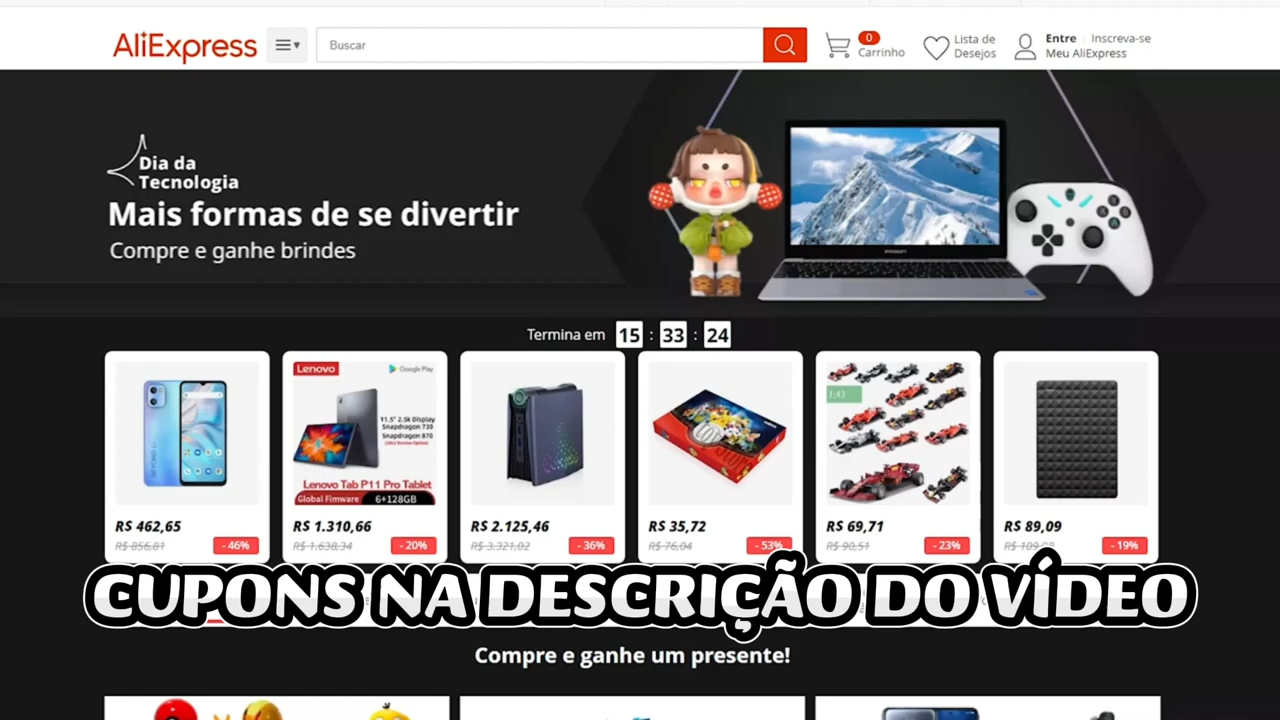 AliExpress
Buscar
0
Carrinho
Lista de
Desejos
Entre
Inscreva-se
Meu AliExpress
Dia da
Tecnologia
Mais formas de se divertir
Compre e ganhe brindes
Termina em 15 : 33 : 24
Lenovo
Google Play
11.5" 2.5k Display
Snapdragon 730
Snapdragon 870
Lenovo Tab P11 Pro Tablet
Global Firmware
6+128GB
1:43
R$ 462,65
R$ 856,81
- 46%
R$ 1.310,66
R$ 1.638,34
- 20%
R$ 2.125,46
R$ 3.321,02
- 36%
R$ 35,72
R$ 76,04
- 53%
R$ 69,71
R$ 90,51
- 23%
R$ 89,09
- 19%
CUPONS NA DESCRIÇÃO DO VÍDEO
Compre e ganhe um presente!